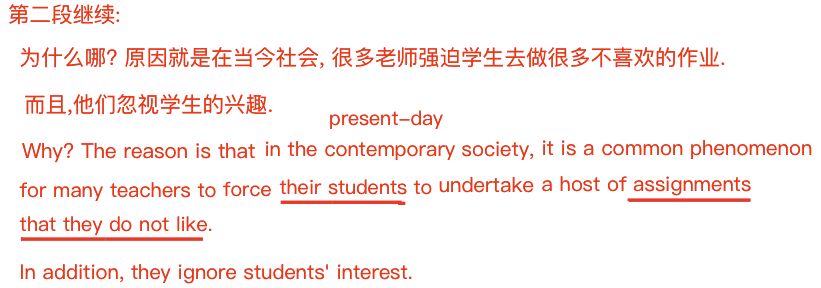 第二段继续:
为什么哪? 原因就是在当今社会, 很多老师强迫学生去做很多不喜欢的作业.
而且,他们忽视学生的兴趣.
present-day
Why? The reason is that in the contemporary society, it is a common phenomenon
for many teachers to force their students to undertake a host of assignments
that they do not like.
In addition, they ignore students' interest.